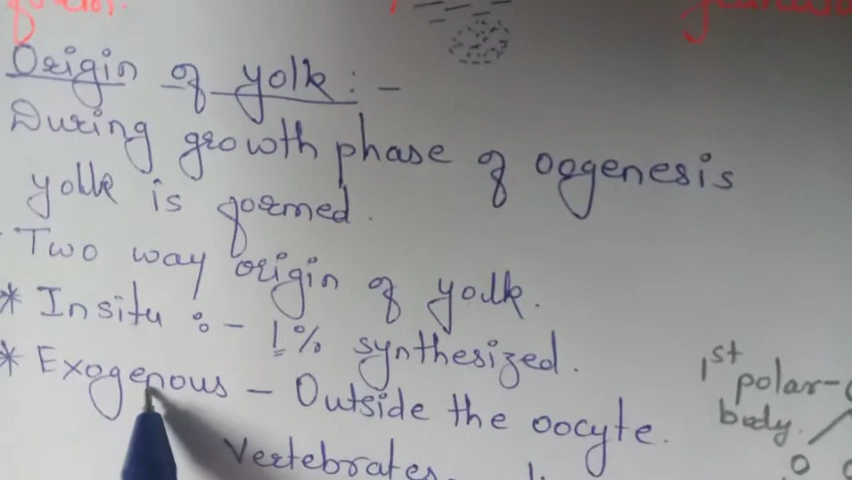 Origin of yolk :-
During growth phase of oogenesis
yolk is formed.
Two way origin of yolk.
* Insitu :- 1% synthesized.
* Exogenous - Outside the oocyte.
Vertebrates
1st
polar-
body.